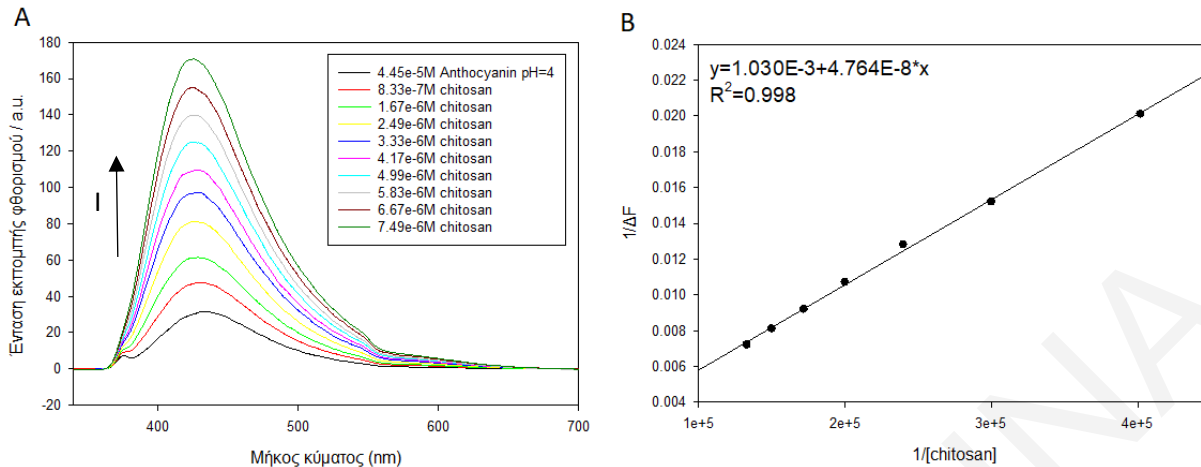 A
Ένταση εκπομπής φθορισμού / a.u.
180
160
140
120
100
80
60
40
20
0
-20
I
4.45e-5M Anthocyanin pH=4
8.33e-7M chitosan
1.67e-6M chitosan
2.49e-6M chitosan
3.33e-6M chitosan
4.17e-6M chitosan
4.99e-6M chitosan
5.83e-6M chitosan
6.67e-6M chitosan
7.49e-6M chitosan
400
500
600
700
Μήκος κύματος (nm)
B
1/ΔF
0.024
0.022
0.020
0.018
0.016
0.014
0.012
0.010
0.008
0.006
0.004
y=1.030E-3+4.764E-8*x
R²=0.998
1e+5
2e+5
3e+5
4e+5
1/[chitosan]